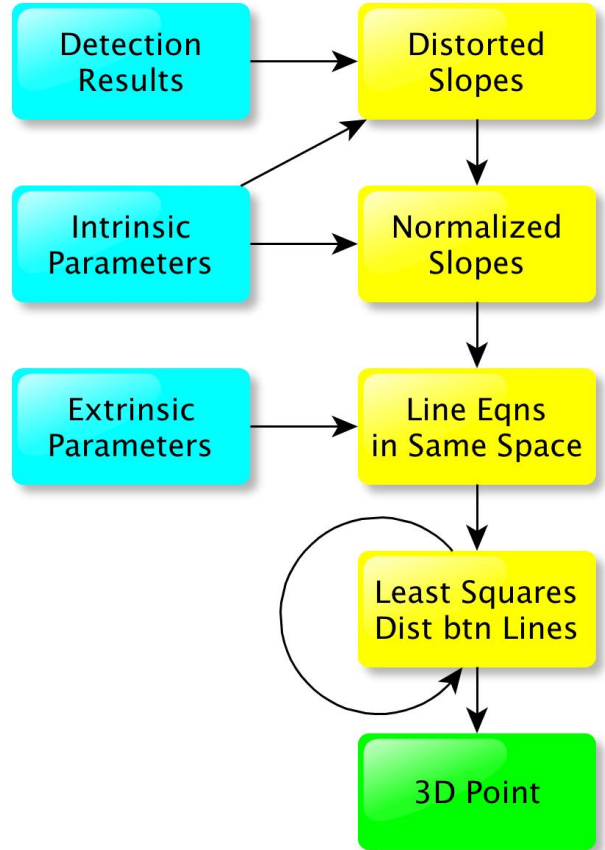 Detection
Results
Distorted
Slopes
Intrinsic
Parameters
Normalized
Slopes
Extrinsic
Parameters
Line Eqns
in Same Space
Least Squares
Dist btn Lines
3D Point